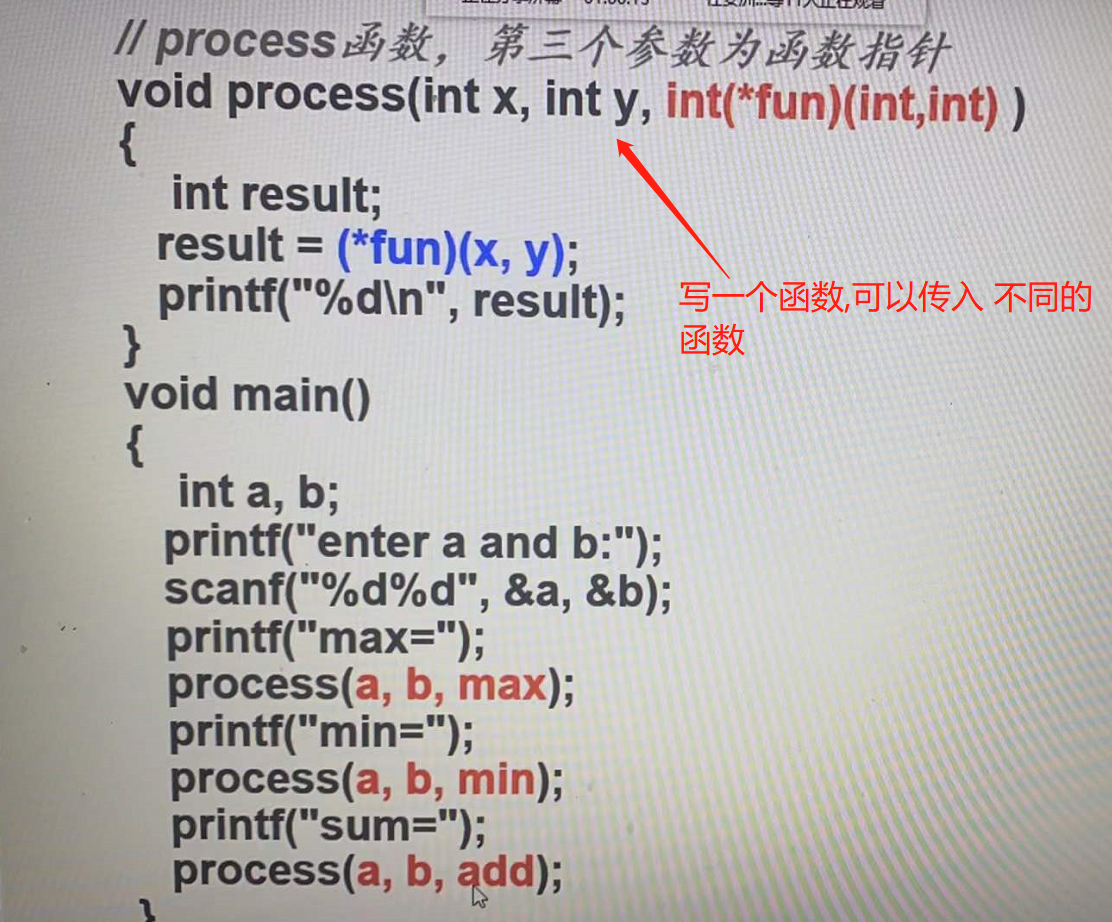 // process函数，第三个参数为函数指针
void process(int x, int y, int(*fun)(int,int) )
{
int result;
result = (*fun)(x, y);
printf("%d\n", result);
写一个函数,可以传入 不同的
函数
}
void main()
{
int a, b;
printf("enter a and b:");
scanf("%d%d", &a, &b);
printf("max=");
process(a, b, max);
printf("min=");
process(a, b, min);
printf("sum=");
process(a, b, add);
}